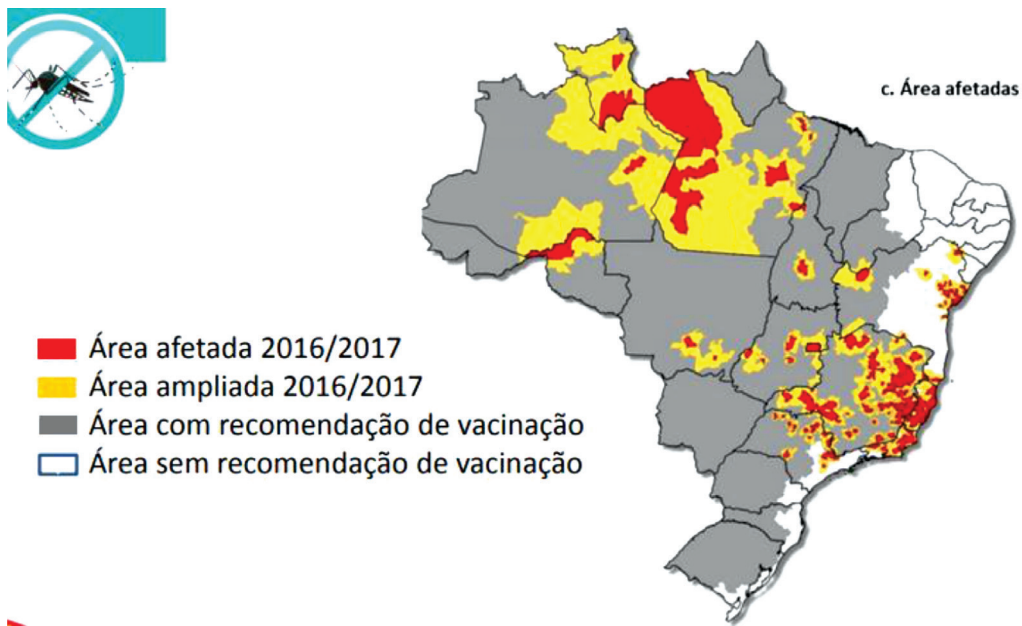 c. Área afetadas
Área afetada 2016/2017
Área ampliada 2016/2017
Área com recomendação de vacinação
Área sem recomendação de vacinação